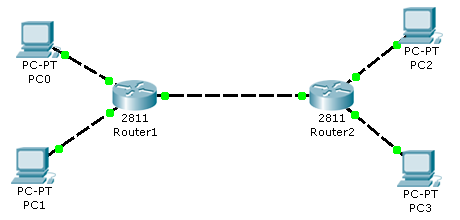 PC-PT
PC0
PC-PT
PC2
2811
Router1
2811
Router2
PC-PT
PC1
PC-PT
PC3